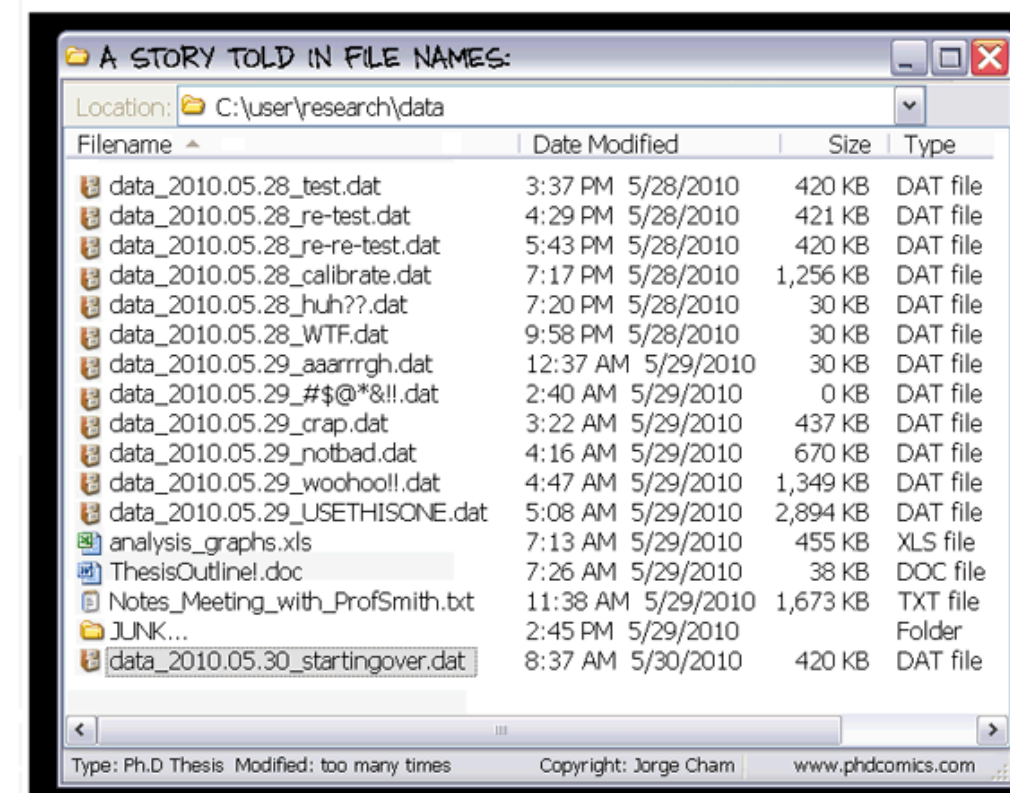 A STORY TOLD IN FILE NAMES:
Location: C:\user\research\data
Filename Date Modified Size Type
data_2010.05.28_test.dat 3:37 PM 5/28/2010 420 KB DAT file
data_2010.05.28_re-test.dat 4:29 PM 5/28/2010 421 KB DAT file
data_2010.05.28_re-re-test.dat 5:43 PM 5/28/2010 420 KB DAT file
data_2010.05.28_calibrate.dat 7:17 PM 5/28/2010 1,256 KB DAT file
data_2010.05.28_huh??.dat 7:20 PM 5/28/2010 30 KB DAT file
data_2010.05.28_WTF.dat 9:58 PM 5/28/2010 30 KB DAT file
data_2010.05.29_aaarrrgh.dat 12:37 AM 5/29/2010 30 KB DAT file
data_2010.05.29_#$@*&!!.dat 2:40 AM 5/29/2010 0 KB DAT file
data_2010.05.29_crap.dat 3:22 AM 5/29/2010 437 KB DAT file
data_2010.05.29_notbad.dat 4:16 AM 5/29/2010 670 KB DAT file
data_2010.05.29_woohoo!!.dat 4:47 AM 5/29/2010 1,349 KB DAT file
data_2010.05.29_USETHISONE.dat 5:08 AM 5/29/2010 2,894 KB DAT file
analysis_graphs.xls 7:13 AM 5/29/2010 455 KB XLS file
ThesisOutline!.doc 7:26 AM 5/29/2010 38 KB DOC file
Notes_Meeting_with_ProfSmith.txt 11:38 AM 5/29/2010 1,673 KB TXT file
JUNK... 2:45 PM 5/29/2010 Folder
data_2010.05.30_startingover.dat 8:37 AM 5/30/2010 420 KB DAT file
Type: Ph.D Thesis Modified: too many times Copyright: Jorge Cham www.phdcomics.com